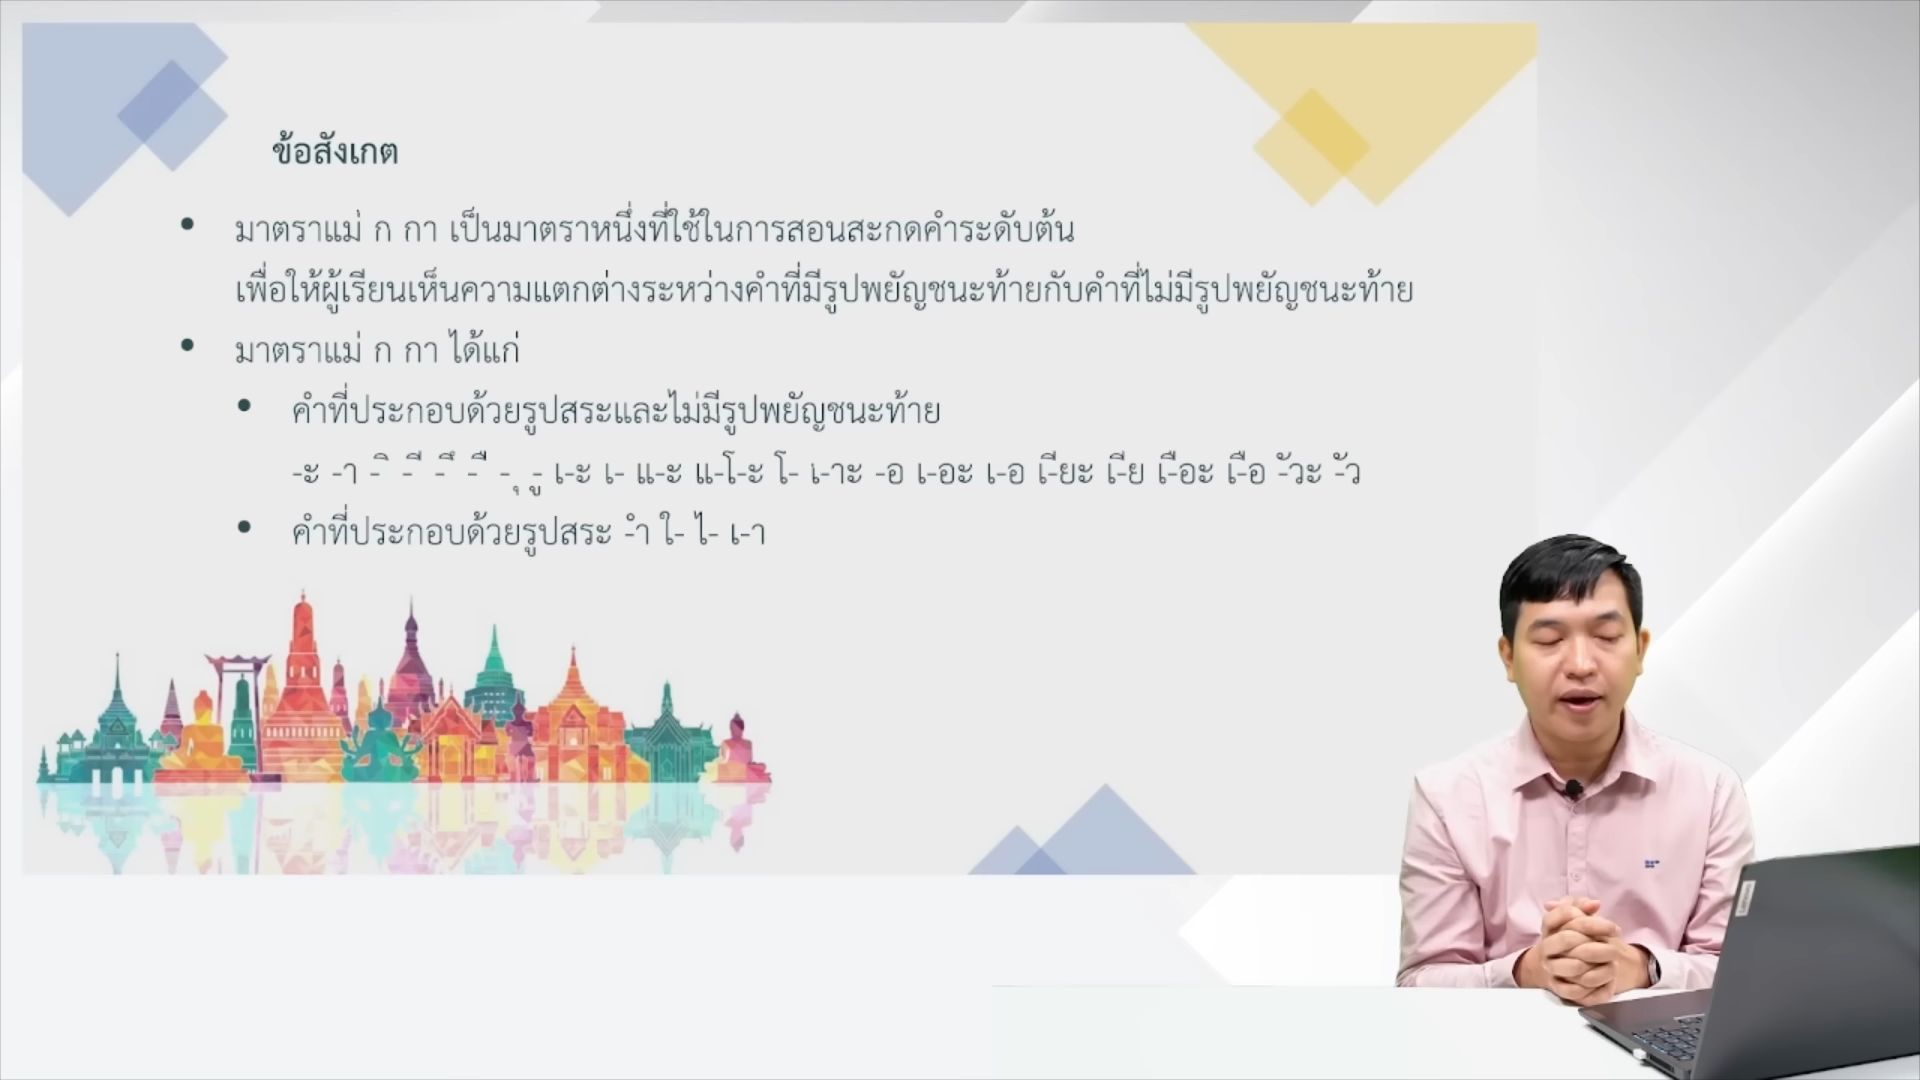 ข้อสังเกต
• มาตราแม่ ก กา เป็นมาตราหนึ่งที่ใช้ในการสอนสะกดคำระดับต้น
เพื่อให้ผู้เรียนเห็นความแตกต่างระหว่างคำที่มีรูปพยัญชนะท้ายกับคำที่ไม่มีรูปพยัญชนะท้าย
• มาตราแม่ ก กา ได้แก่
• คำที่ประกอบด้วยรูปสระและไม่มีรูปพยัญชนะท้าย
-ะ -า -ิ -ี -ึ -ื -ุ -ู เ-ะ เ- แ-ะ แ-โ-ะ โ- เ-าะ -อ เ-อะ เ-อ เ-ียะ เ-ีย เ-ือะ เ-ือ -ัวะ -ัว
• คำที่ประกอบด้วยรูปสระ -ำ ใ- ไ- เ-า